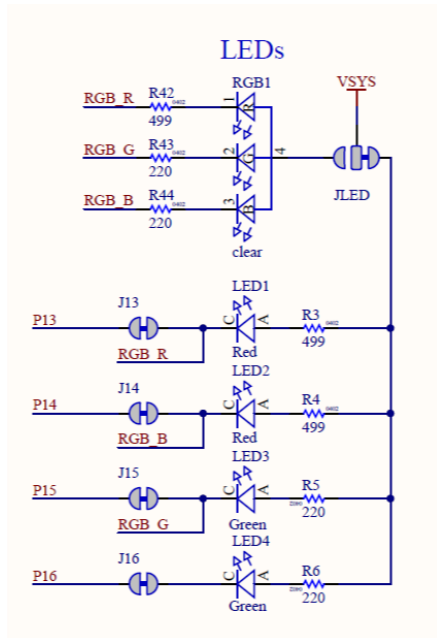 LEDs
RGB1
VSYS
RGB_R
R42
0402
1
R
499
RGB_G
R43
0402
2
G
4
220
JLED
RGB_B
R44
0402
3
B
220
clear
LED1
J13
R3
P13
C
A
0402
499
RGB_R
Red
LED2
J14
R4
P14
C
A
0402
499
RGB_B
Red
LED3
J15
R5
P15
C
A
220
RGB_G
Green
LED4
J16
R6
P16
C
A
220
Green